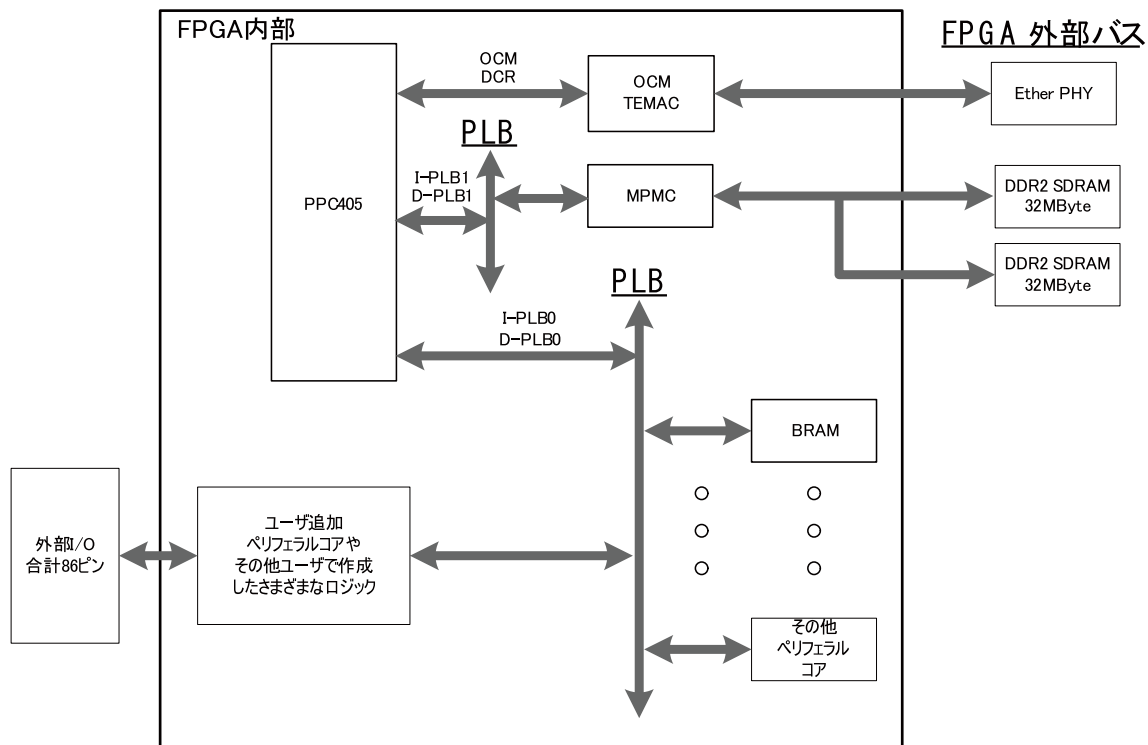 FPGA内部
FPGA 外部バス
OCM
DCR
OCM
TEMAC
Ether PHY
PLB
I-PLB1
D-PLB1
PPC405
MPMC
DDR2 SDRAM
32MByte
DDR2 SDRAM
32MByte
PLB
I-PLB0
D-PLB0
BRAM
外部I/O
合計86ピン
ユーザ追加
ペリフェラルコアや
その他ユーザで作成
したさまざまなロジック
その他
ペリフェラル
コア